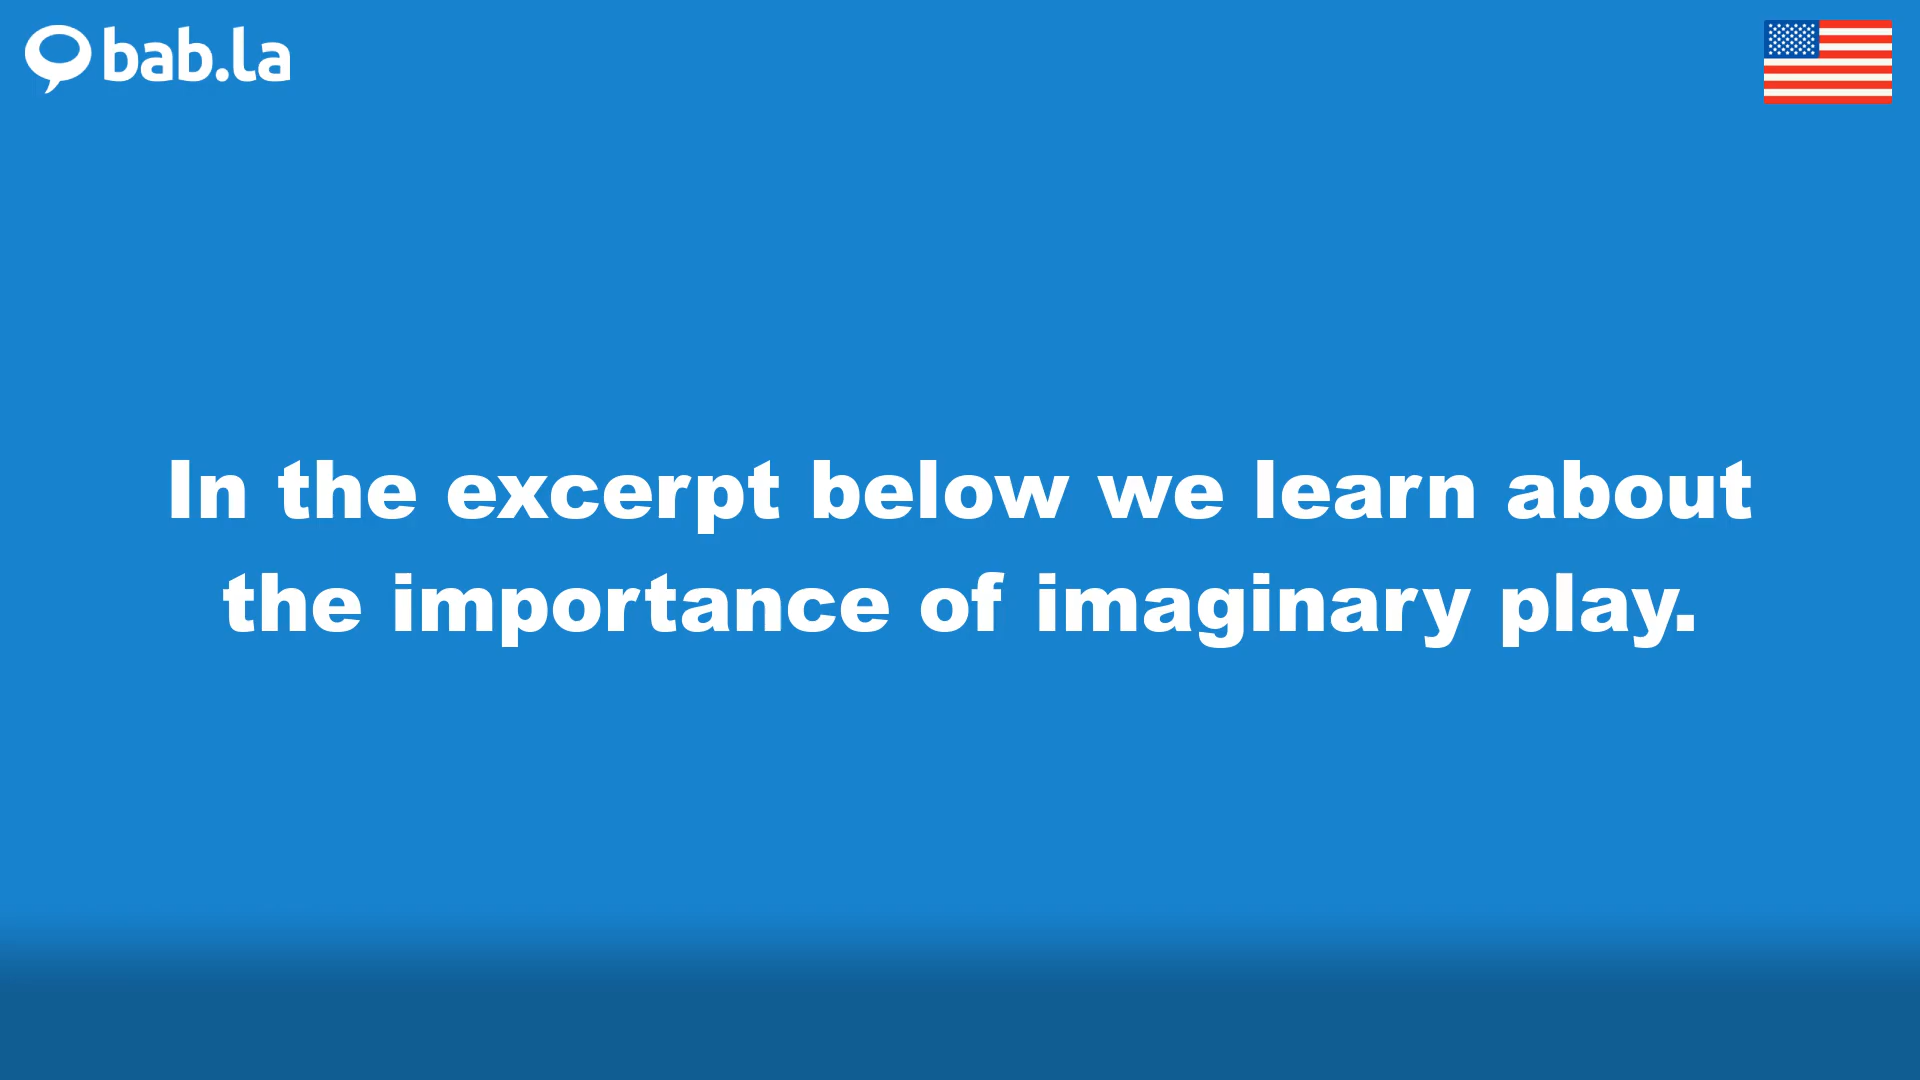 bab.la
In the excerpt below we learn about
the importance of imaginary play.